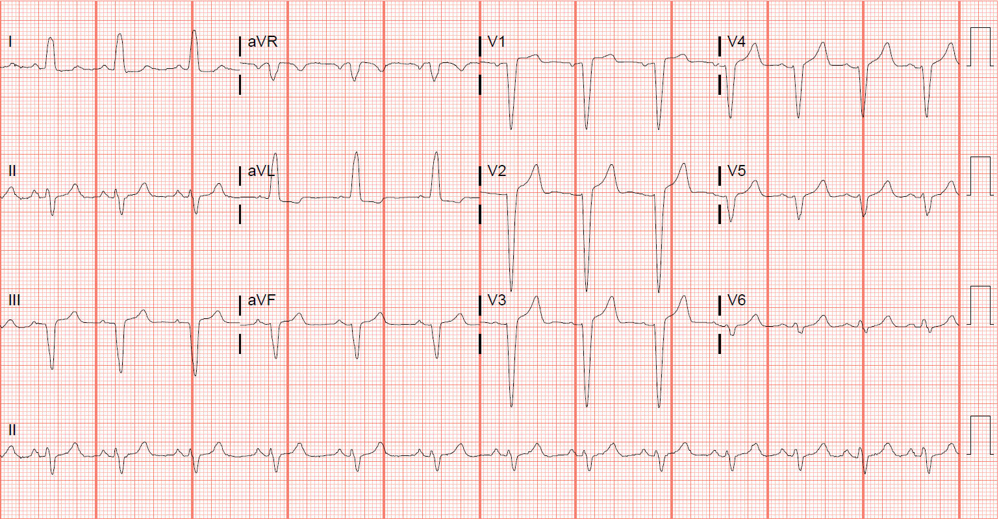 I aVR V1 V4
II aVL V2 V5
III aVF V3 V6
II